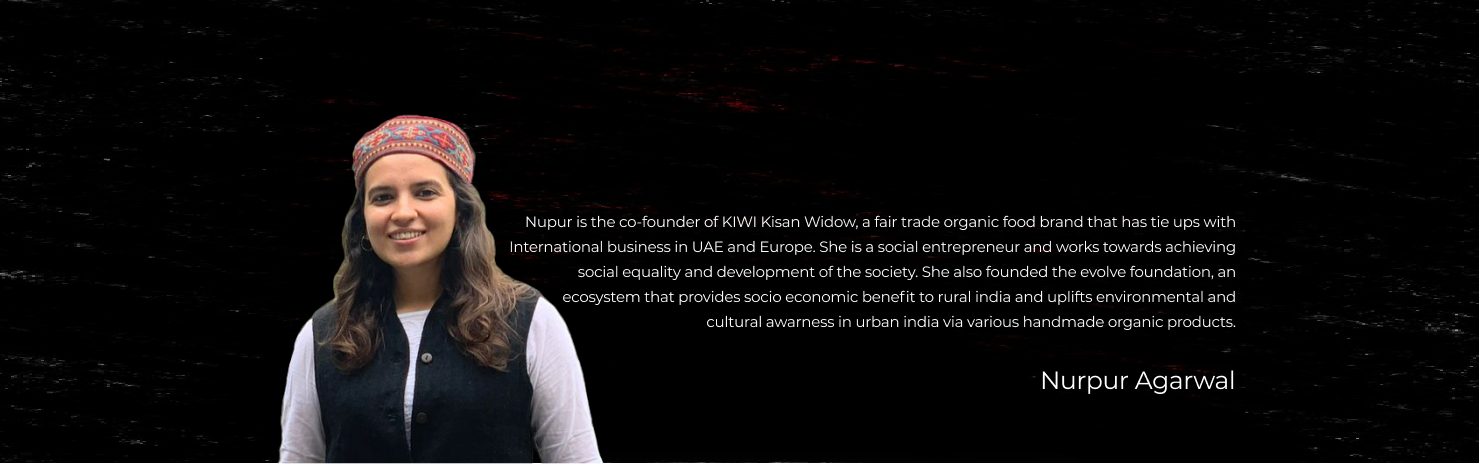 Nupur is the co-founder of KIWI Kisan Widow, a fair trade organic food brand that has tie ups with
International business in UAE and Europe. She is a social entrepreneur and works towards achieving
social equality and development of the society. She also founded the evolve foundation, an
ecosystem that provides socio economic benefit to rural india and uplifts environmental and
cultural awarness in urban india via various handmade organic products.
Nurpur Agarwal